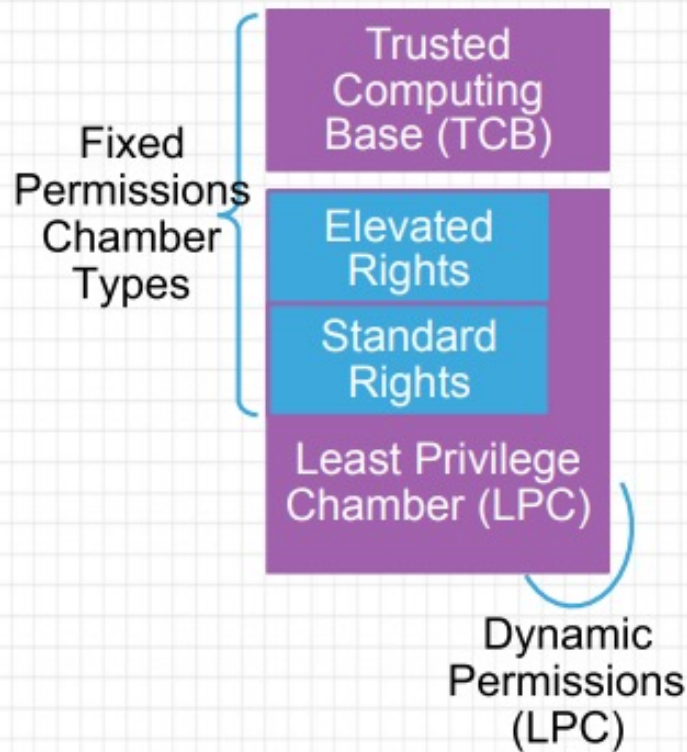 Trusted
Computing
Base (TCB)
Fixed
Permissions
Chamber
Types
Elevated
Rights
Standard
Rights
Least Privilege
Chamber (LPC)
Dynamic
Permissions
(LPC)